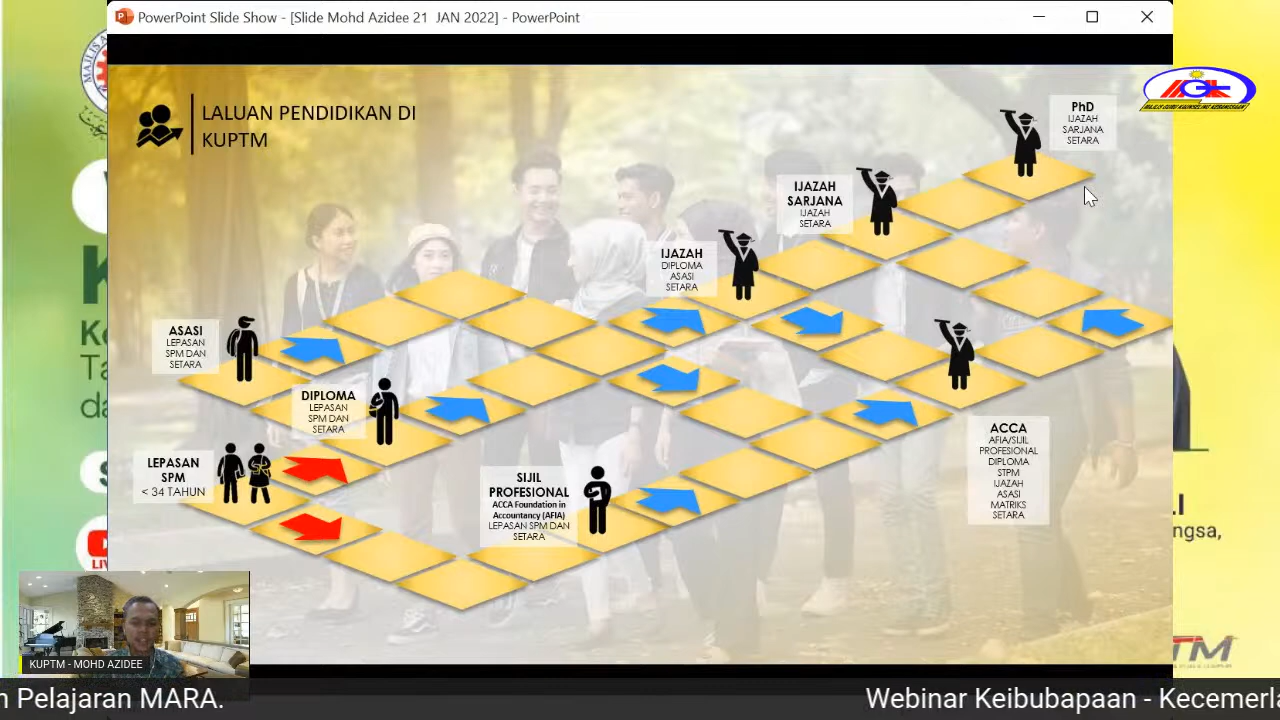 PowerPoint Slide Show - [Slide Mohd Azidee 21 JAN 2022] - PowerPoint
LALUAN PENDIDIKAN DI
KUPTM
PhD
IJAZAH
SARJANA
SETARA
IJAZAH
SARJANA
IJAZAH
SETARA
IJAZAH
DIPLOMA
ASASI
SETARA
ASASI
LEPASAN
SPM DAN
SETARA
DIPLOMA
LEPASAN
SPM DAN
SETARA
LEPASAN
SPM
< 34 TAHUN
SIJIL
PROFESIONAL
ACCA Foundation in
Accountancy (AFIA)
LEPASAN SPM DAN
SETARA
ACCA
AFIA/SIJIL
PROFESIONAL
DIPLOMA
STPM
IJAZAH
ASASI
MATRIKS
SETARA
KUPTM - MOHD AZIDEE
ngsa,
LIV
TM
n Pelajaran MARA.
Webinar Keibubapaan - Kecemerla